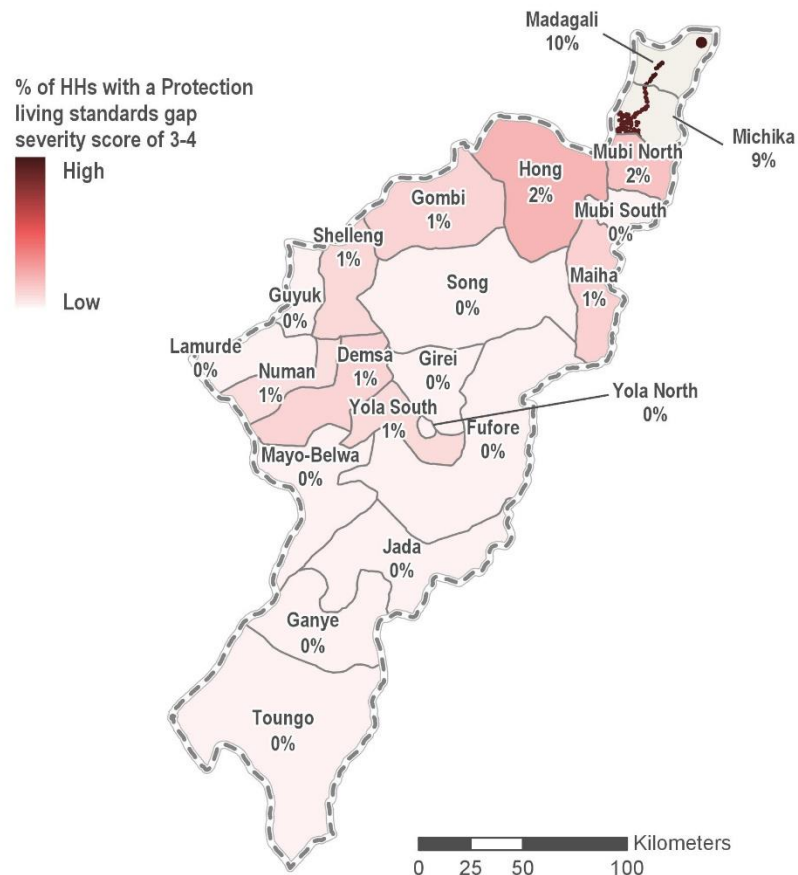 Madagali
10%
% of HHs with a Protection
living standards gap
severity score of 3-4
High
Low
Michika
9%
Mubi North
2%
Hong
2%
Gombi
1%
Mubi South
0%
Shelleng
1%
Maiha
1%
Song
0%
Guyuk
0%
Lamurde
0%
Demsa
1%
Girei
0%
Numan
1%
Yola North
0%
Yola South
1%
Fufore
0%
Mayo-Belwa
0%
Jada
0%
Ganye
0%
Toungo
0%
Kilometers
0 25 50 100